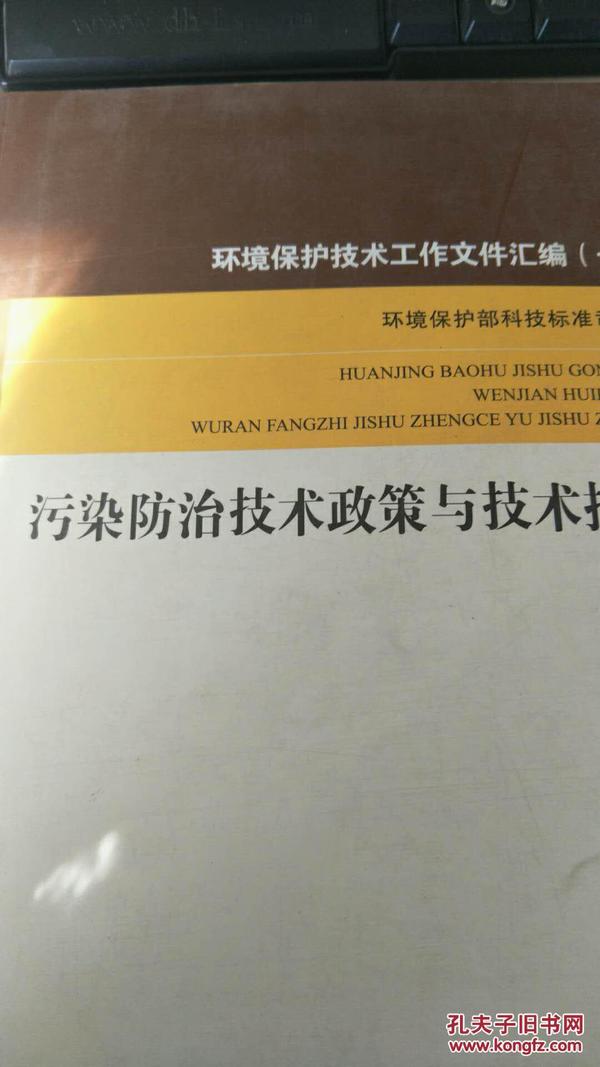 环境保护技术工作文件汇编（
环境保护部科技标准
HUANJING BAOHU JISHU GON
WENJIAN HUI
WURAN FANGZHI JISHU ZHENGCE YU JISHU Z
污染防治技术政策与技术
孔夫子旧书网
www.kongfz.com